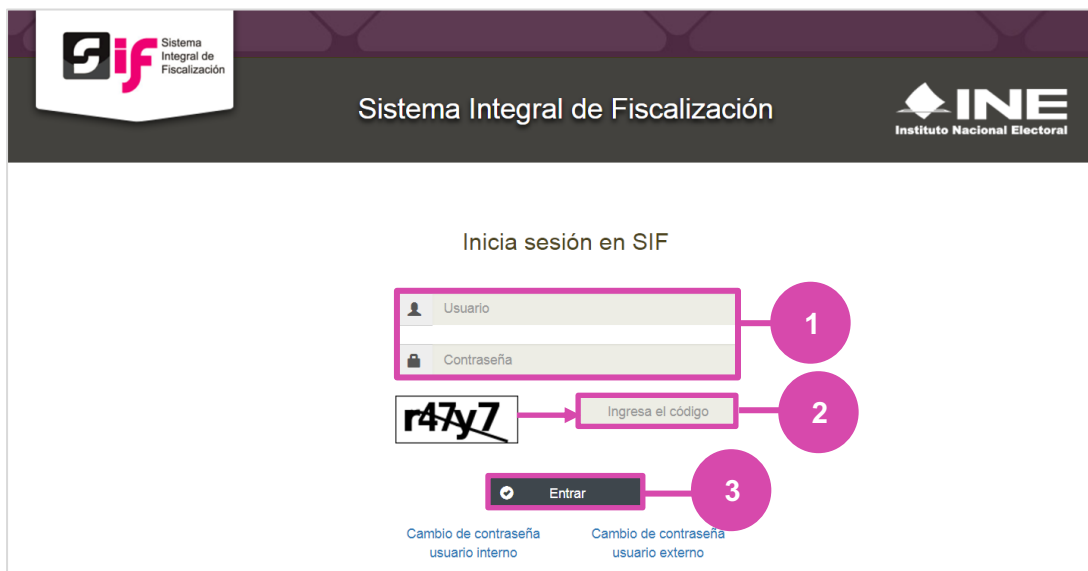 Sif
Sistema
Integral de
Fiscalización
Sistema Integral de Fiscalización
INE
Instituto Nacional Electoral
Inicia sesión en SIF
Usuario
1
Contraseña
r47y7
Ingresa el código
2
Entrar
3
Cambio de contraseña
usuario interno
Cambio de contraseña
usuario externo